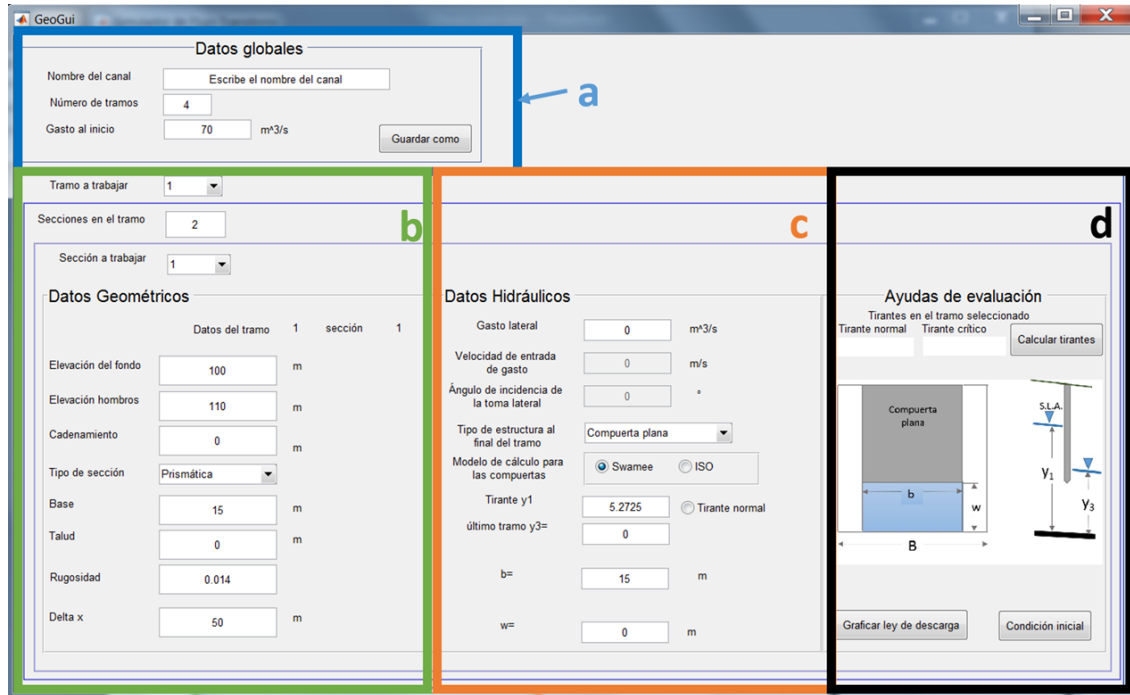 GeoGui
Datos globales
Nombre del canal
Escribe el nombre del canal
Número de tramos
4
Gasto al inicio
70
m^3/s
Guardar como
a
Tramo a trabajar
1
Secciones en el tramo
2
Sección a trabajar
1
b
Datos Geométricos
Datos del tramo 1 sección 1
Elevación del fondo
100
m
Elevación hombros
110
m
Cadenamiento
0
m
Tipo de sección
Prismática
Base
15
m
Talud
0
m
Rugosidad
0.014
Delta x
50
m
c
Datos Hidráulicos
Gasto lateral
0
m^3/s
Velocidad de entrada
de gasto
0
m/s
Ángulo de incidencia de
la toma lateral
0
°
Tipo de estructura al
final del tramo
Compuerta plana
Modelo de cálculo para
las compuertas
Swamee
ISO
Tirante y1
5.2725
Tirante normal
último tramo y3=
0
b=
15
m
w=
0
m
d
Ayudas de evaluación
Tirantes en el tramo seleccionado
Tirante normal
Tirante crítico
Calcular tirantes
Compuerta
plana
b
w
B
S.L.A.
y1
y3
Graficar ley de descarga
Condición inicial